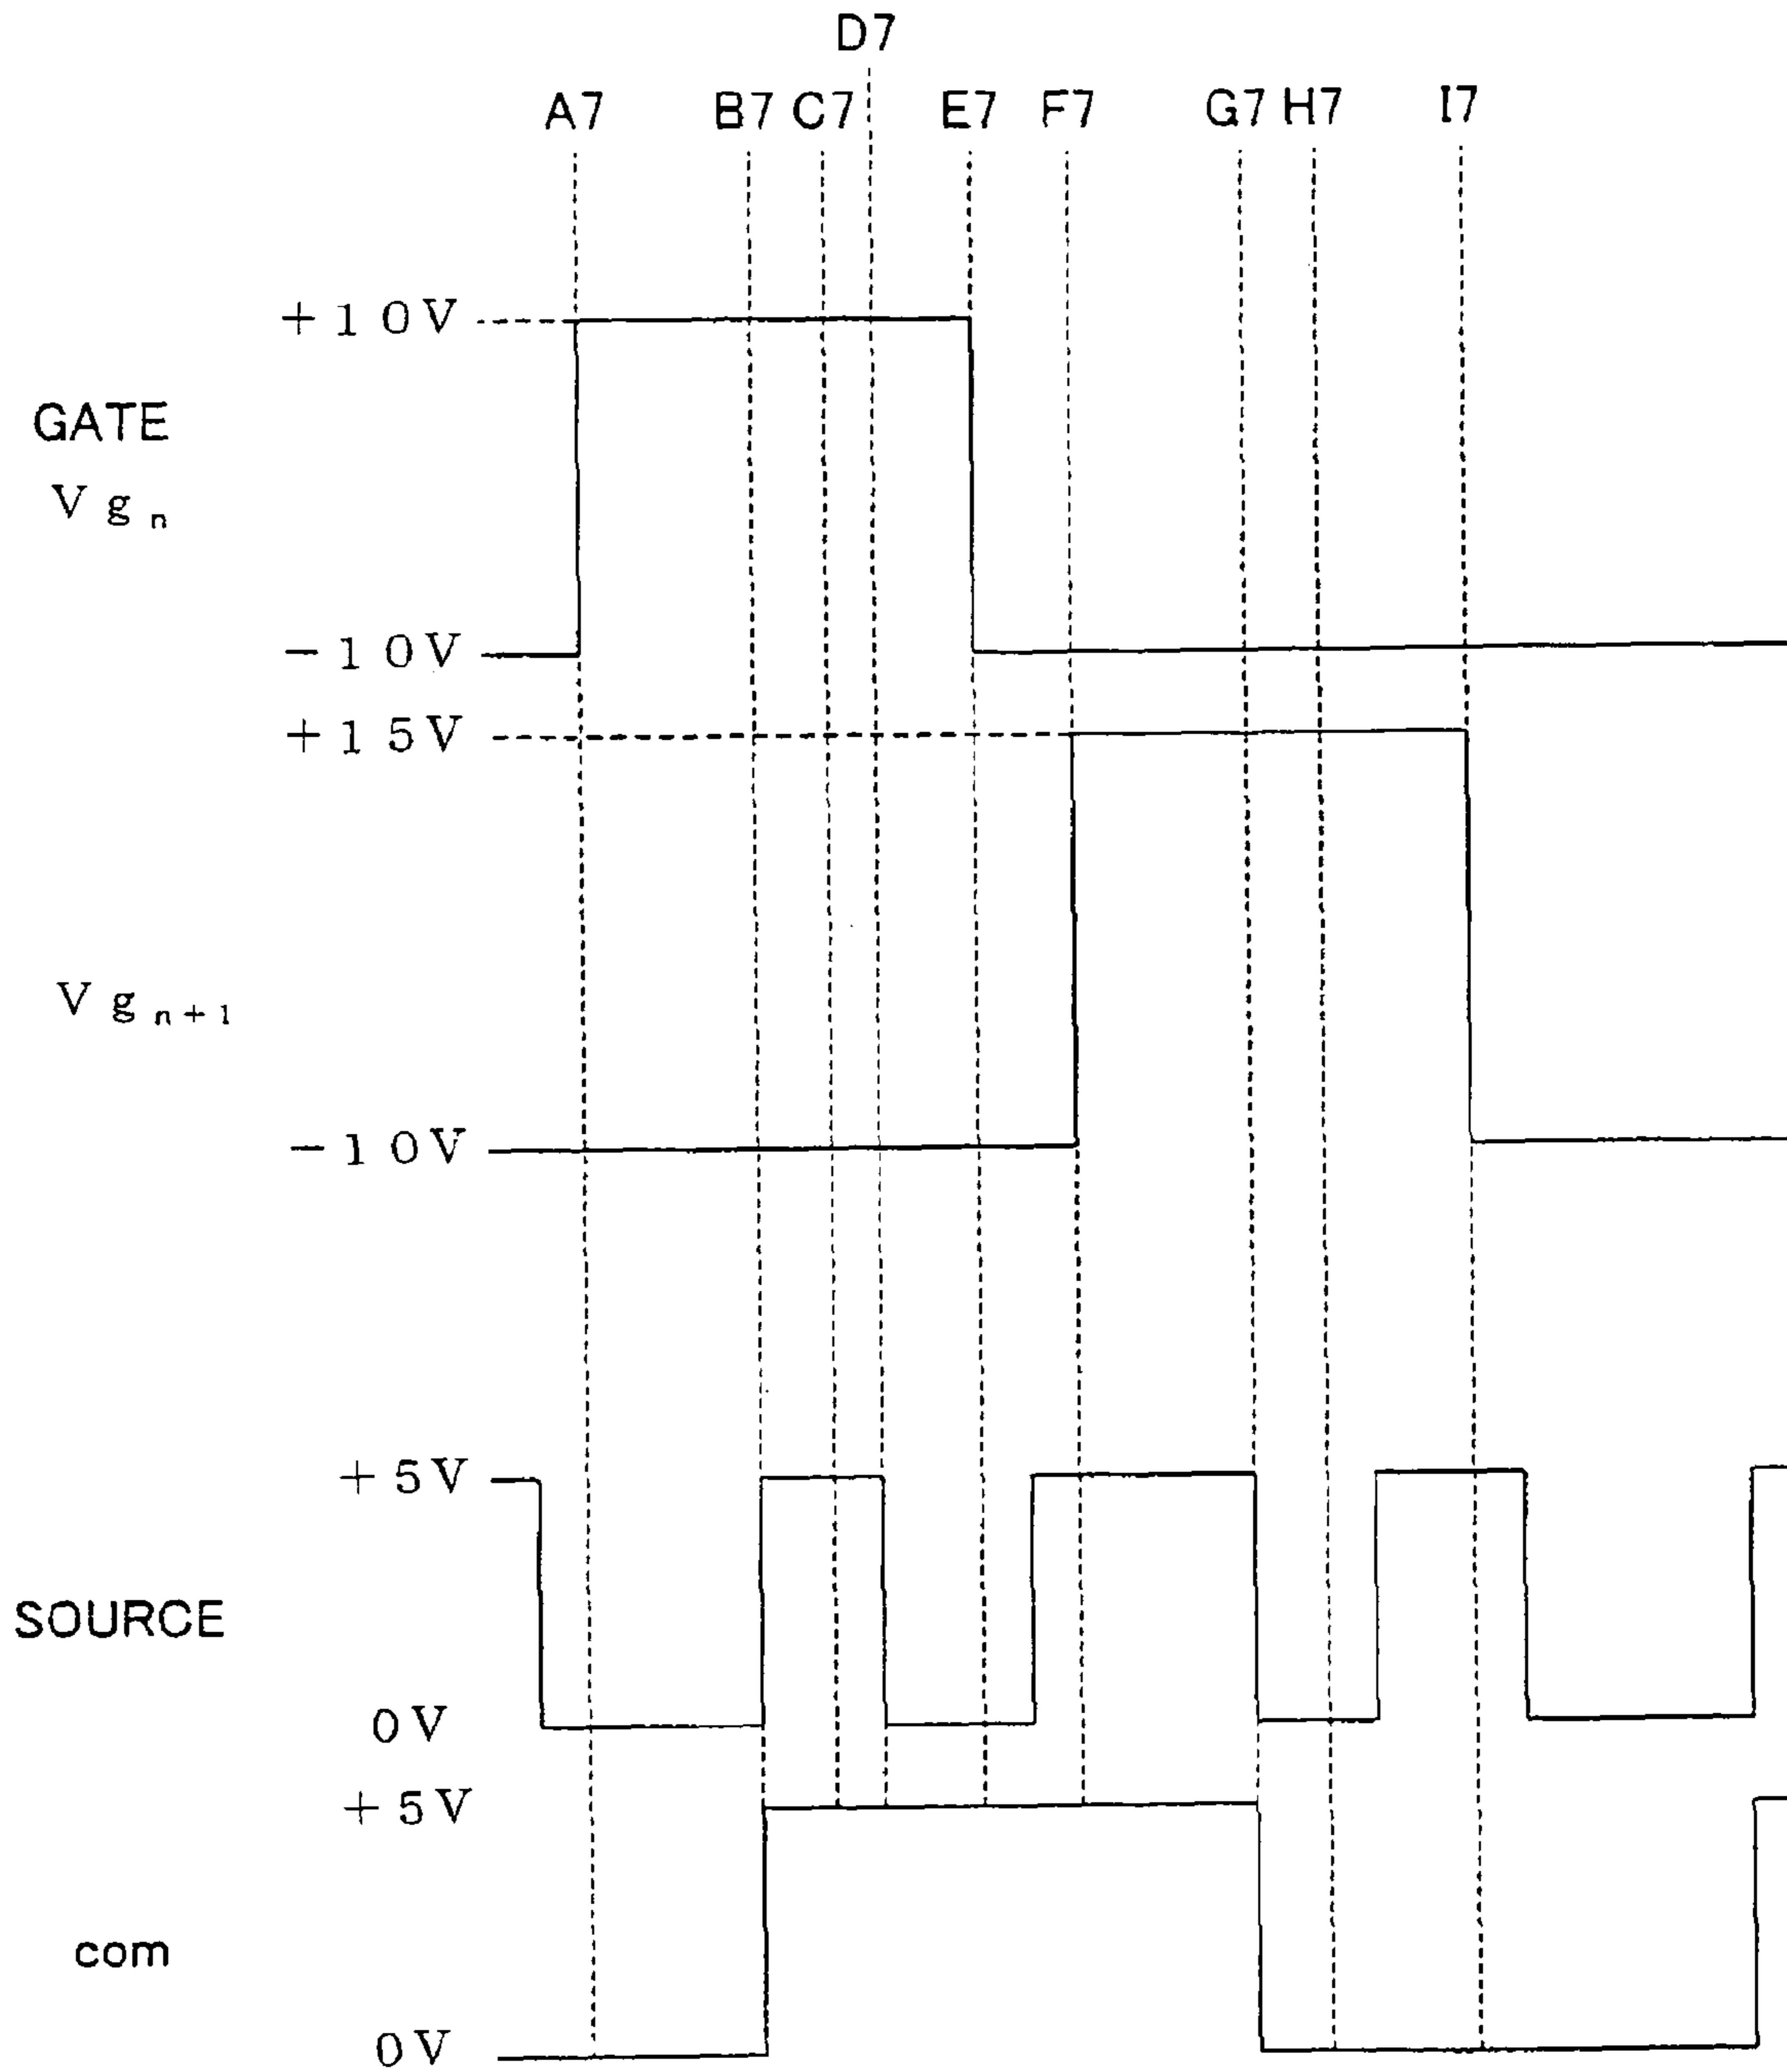 D7
A7 B7 C7 E7 F7 G7 H7 I7
+10V
GATE
Vgn
-10V
+15V
Vgn+1
-10V
+5V
SOURCE
0V
+5V
com
0V